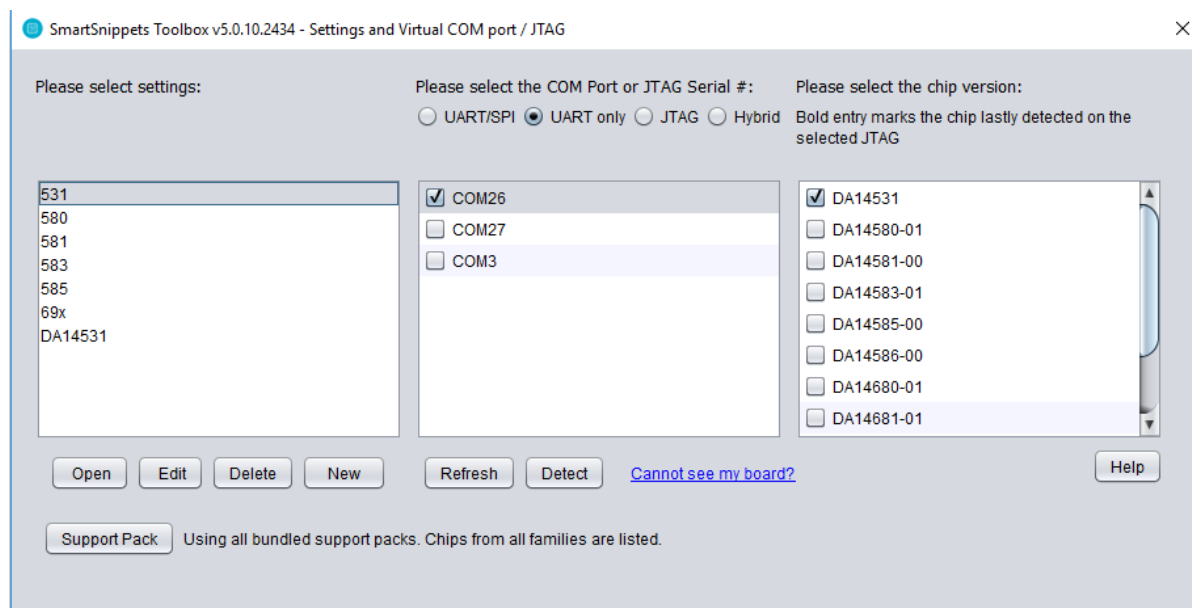 SmartSnippets Toolbox v5.0.10.2434 - Settings and Virtual COM port / JTAG
Please select settings:
531
580
581
583
585
69x
DA14531
Open Edit Delete New
Please select the COM Port or JTAG Serial #:
UART/SPI UART only JTAG Hybrid
COM26
COM27
COM3
Refresh Detect Cannot see my board?
Please select the chip version:
Bold entry marks the chip lastly detected on the
selected JTAG
DA14531
DA14580-01
DA14581-00
DA14583-01
DA14585-00
DA14586-00
DA14680-01
DA14681-01
Help
Support Pack Using all bundled support packs. Chips from all families are listed.